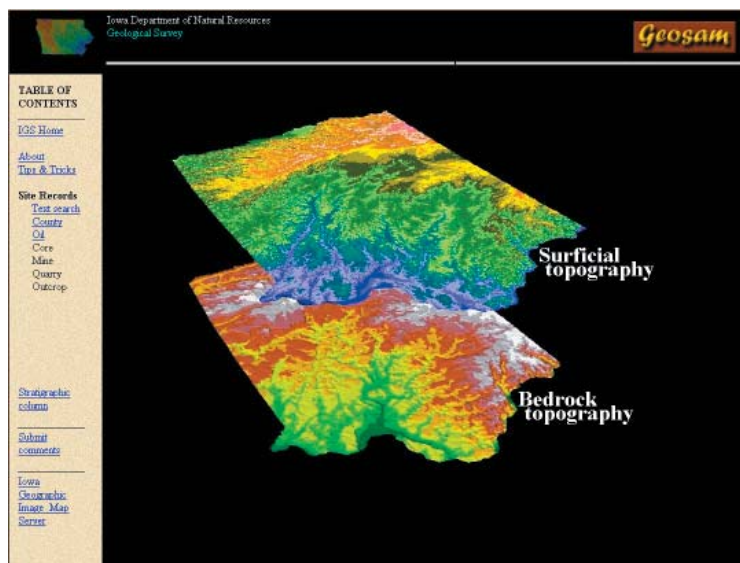 Iowa Department of Natural Resources
Geological Survey
Geosam
TABLE OF
CONTENTS
IGS Home
About
Tips & Tricks
Site Records
Text search
County
Oil
Core
Mine
Quarry
Outcrop
Stratigraphic
column
Submit
comments
Iowa
Geographic
Image Map
Server
Surficial
topography
Bedrock
topography